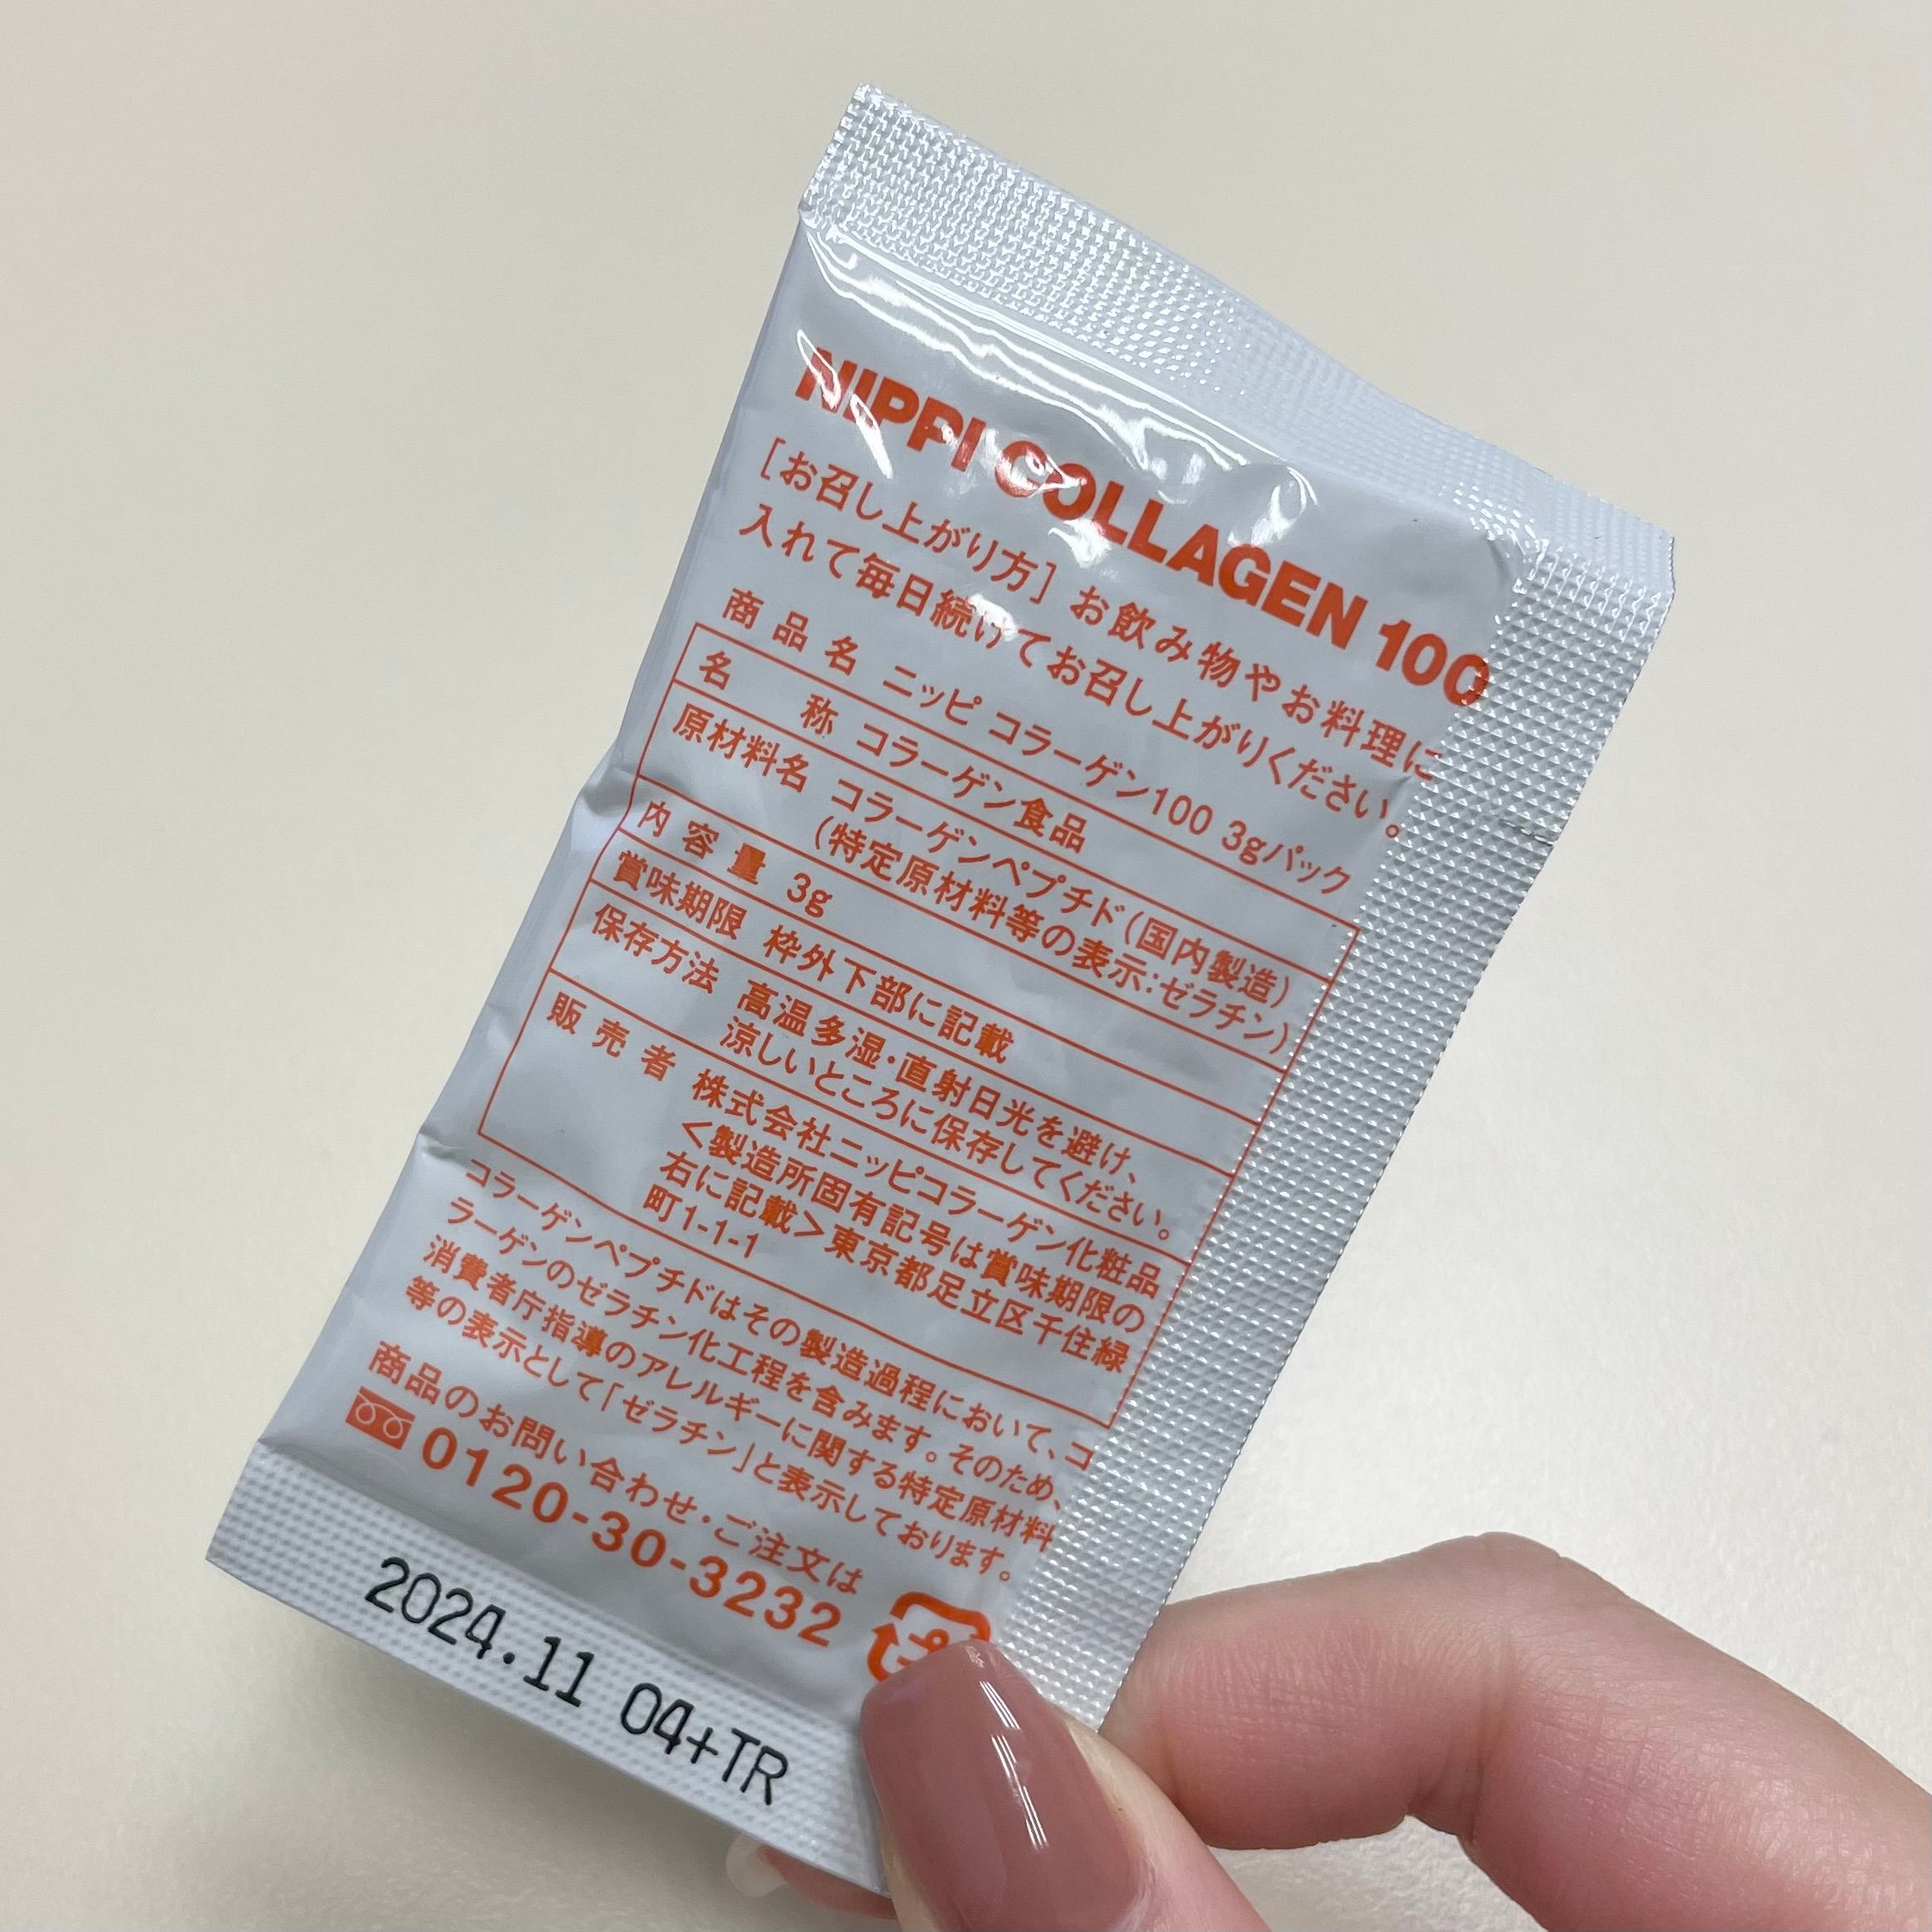 NIPPI COLLAGEN 100
[お召し上がり方] お飲み物やお料理に
入れて毎日続けてお召し上がりください。
商品名 ニッピ コラーゲン100 3gパック
名称 コラーゲン食品
原材料名 コラーゲンペプチド(国内製造)
(特定原材料等の表示:ゼラチン)
内容量 3g
賞味期限 枠外下部に記載
保存方法 高温多湿・直射日光を避け、
涼しいところに保存してください。
販売者 株式会社ニッピコラーゲン化粧品
<製造所固有記号は賞味期限の
右に記載>東京都足立区千住緑
町1-1-1
コラーゲンペプチドはその製造過程において、コ
ラーゲンのゼラチン化工程を含みます。そのため、
消費者庁指導のアレルギーに関する特定原材料
等の表示として「ゼラチン」と表示しております。
商品のお問い合わせ・ご注文は
0120-30-3232
プ
2024.11 04+TR